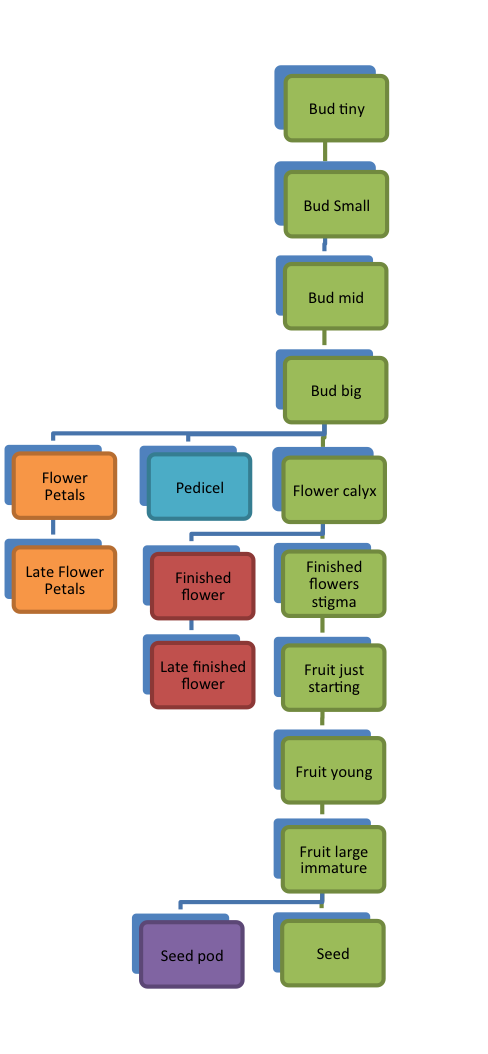 Bud tiny
Bud Small
Bud mid
Bud big
Flower
Petals
Pedicel
Flower calyx
Late Flower
Petals
Finished
flower
Finished
flowers
stigma
Late finished
flower
Fruit just
starting
Fruit young
Fruit large
immature
Seed pod
Seed